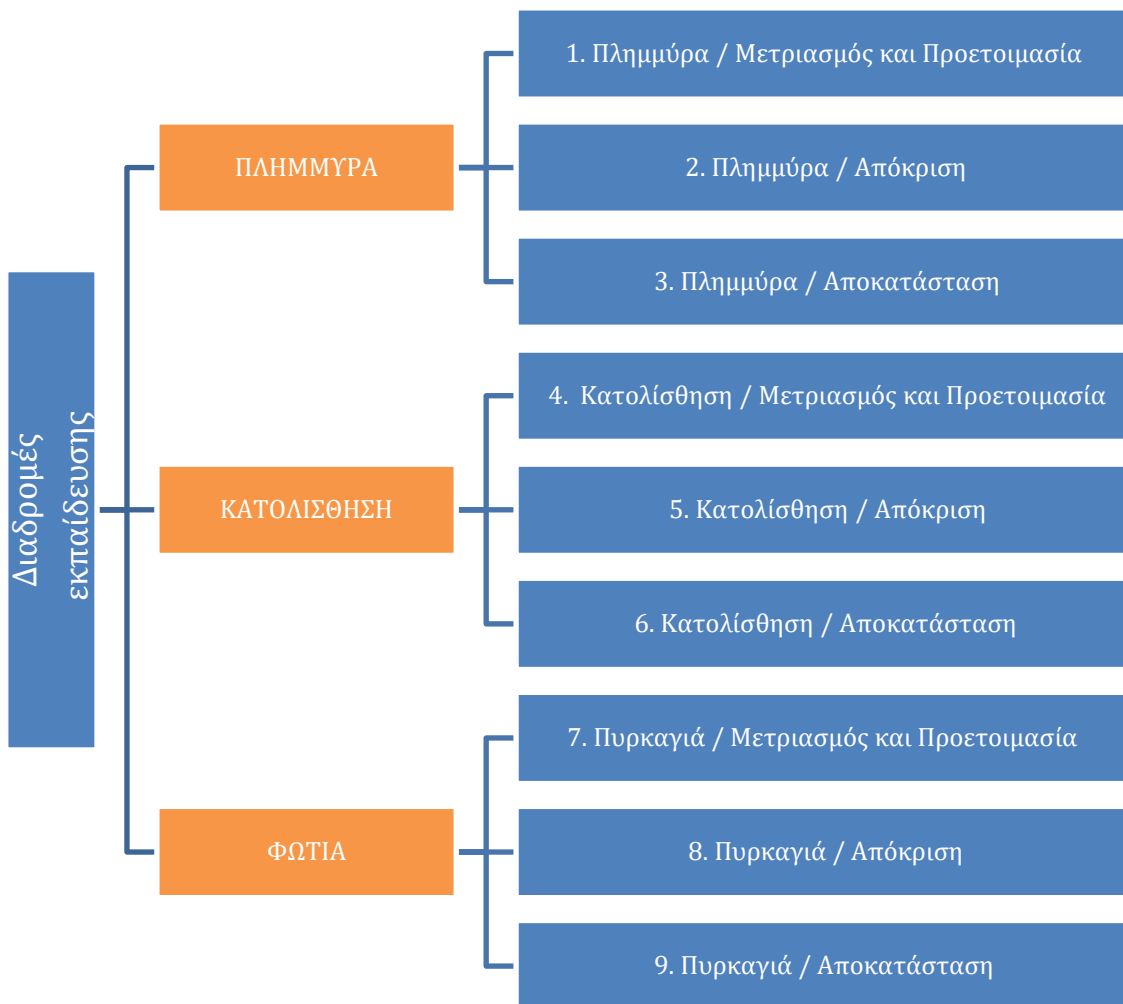 Διαδρομές
εκπαίδευσης
ΠΛΗΜΜΥΡΑ
1. Πλημμύρα / Μετριασμός και Προετοιμασία
2. Πλημμύρα / Απόκριση
3. Πλημμύρα / Αποκατάσταση
ΚΑΤΟΛΙΣΘΗΣΗ
4. Κατολίσθηση / Μετριασμός και Προετοιμασία
5. Κατολίσθηση / Απόκριση
6. Κατολίσθηση / Αποκατάσταση
ΦΩΤΙΑ
7. Πυρκαγιά / Μετριασμός και Προετοιμασία
8. Πυρκαγιά / Απόκριση
9. Πυρκαγιά / Αποκατάσταση